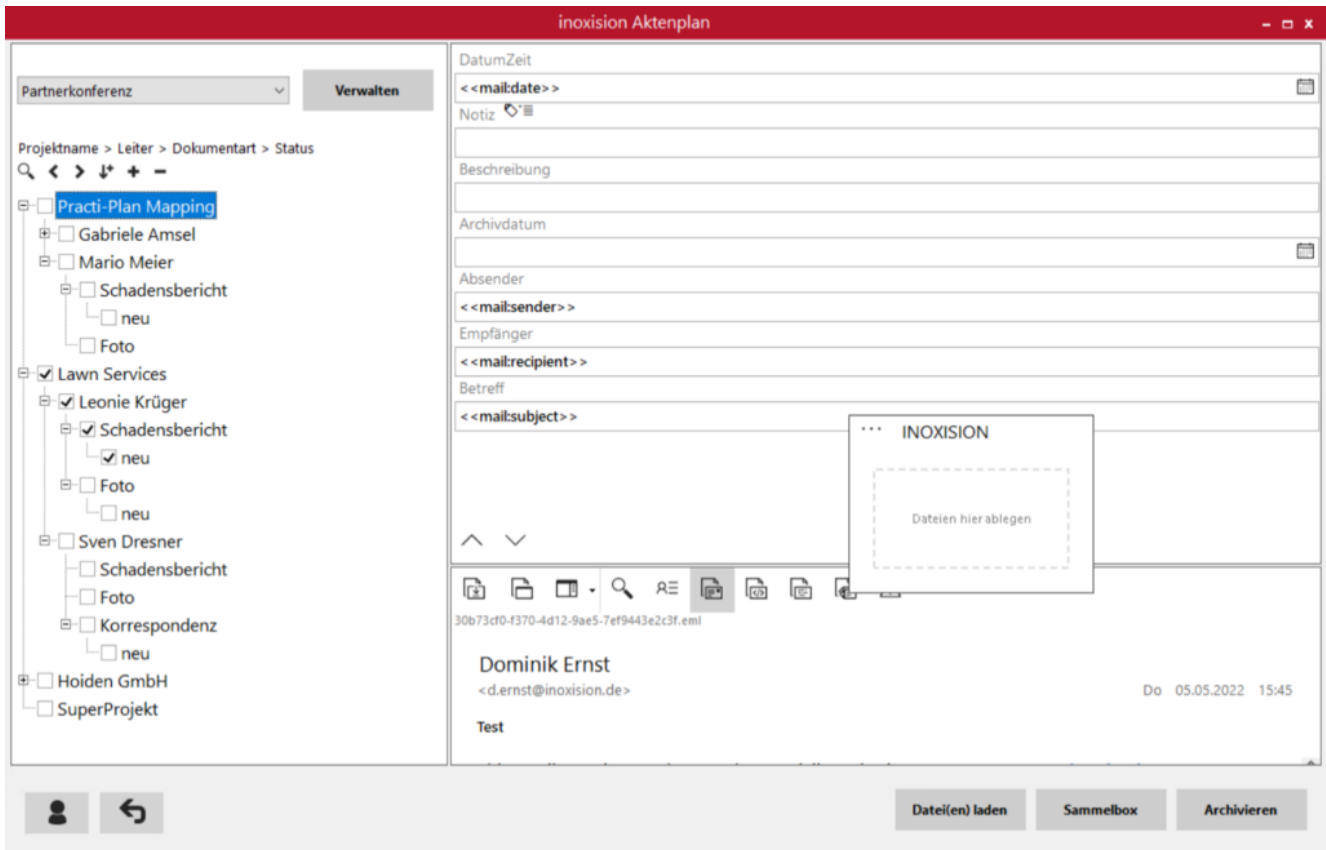 inoxision Aktenplan
Partnerkonferenz
Verwalten
Projektname > Leiter > Dokumentart > Status
Practi-Plan Mapping
Gabriele Amsel
Mario Meier
Schadensbericht
neu
Foto
Lawn Services
Leonie Krüger
Schadensbericht
neu
Foto
neu
Sven Dresner
Schadensbericht
Foto
Korrespondenz
neu
Hoiden GmbH
SuperProjekt
DatumZeit
<<mail:date>>
Notiz
Beschreibung
Archivdatum
Absender
<<mail:sender>>
Empfänger
<<mail:recipient>>
Betreff
<<mail:subject>>
... INOXISION
Dateien hier ablegen
30b73cf0-f370-4d12-9ae5-7ef9443e2c3f.eml
Dominik Ernst
<d.ernst@inoxision.de>
Do 05.05.2022 15:45
Test
Datei(en) laden
Sammelbox
Archivieren